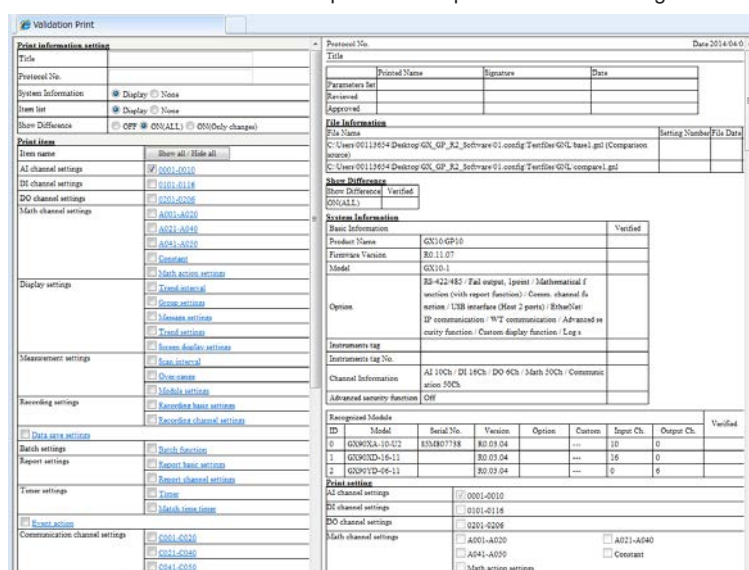 Validation Print
Print information setting
Title
Protocol No.
System Information Display None
Item list Display None
Show Difference OFF ON(ALL) ON(Only changes)
Print item
Item name Show all / Hide all
AI channel settings 0001-0010
DI channel settings 0101-0116
DO channel settings 0201-0206
Math channel settings A001-A020
A021-A040
A041-A050
Constant
Math action settings
Display settings Trend interval
Group settings
Message settings
Trend settings
Screen display settings
Measurement settings Scan interval
Over-range
Module settings
Recording settings Recording basic settings
Recording channel settings
Data save settings
Batch settings Batch function
Report settings Report basic settings
Report channel settings
Timer settings Timer
Match time timer
Event action
Communication channel settings C001-C020
C021-C040
C041-C050
Protocol No. Date 2014/04/0
Title
Printed Name Signature Date
Parameters Set
Reviewed
Approved
File Information
File Name Setting Number File Date
C:\Users\00113654\Desktop\GX_GP_R2_Software\01.config\Testfiles\GNL\base1.gnl (Comparison
source)
C:\Users\00113654\Desktop\GX_GP_R2_Software\01.config\Testfiles\GNL\compare1.gnl
Show Difference
Show Difference Verified
ON(ALL)
System Information
Basic Information Verified
Product Name GX10/GP10
Firmware Version R0.11.07
Model GX10-1
Option RS-422/485 / Fail output, 1point / Mathematical f
unction (with report function) / Comm. channel fu
nction / USB interface (Host 2 ports) / EtherNet/
IP communication / WT communication / Advanced se
curity function / Custom display function / Log s
Instruments tag
Instruments tag No.
Channel Information AI 10Ch / DI 16Ch / DO 6Ch / Math 50Ch / Communic
ation 50Ch
Advanced security function Off
Recognized Module
ID Model Serial No. Version Option Custom Input Ch. Output Ch. Verified
0 GX90XA-10-U2 S5M807738 R0.03.04 --- 10 0
1 GX90XD-16-11 R0.03.04 --- 16 0
2 GX90YD-06-11 R0.03.04 --- 0 6
Print setting
AI channel settings 0001-0010
DI channel settings 0101-0116
DO channel settings 0201-0206
Math channel settings A001-A020 A021-A040
A041-A050 Constant
Math action settings